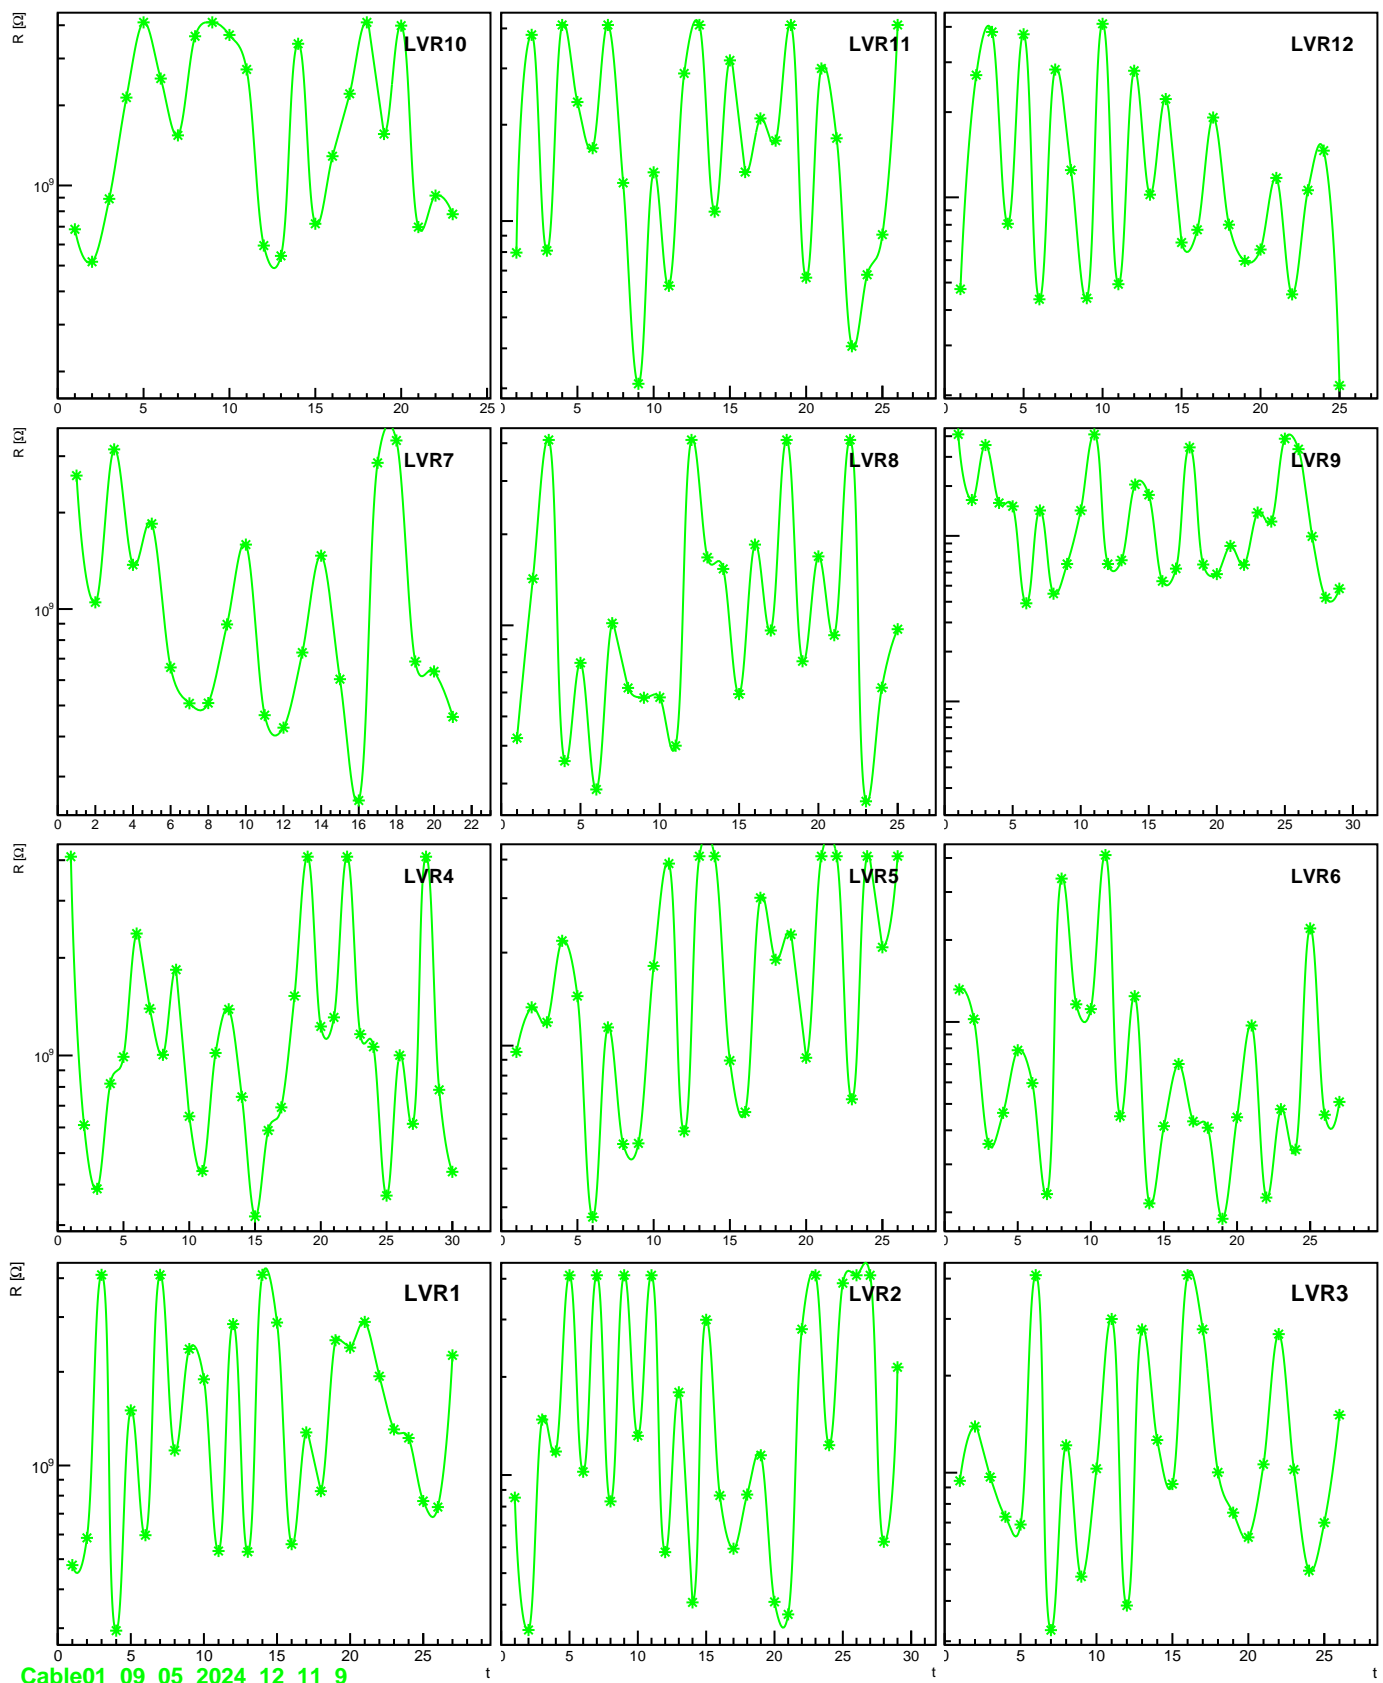 R [Ω] LVR10 LVR11 LVR12
10⁹
0 5 10 15 20 25 5 10 15 20 25 5 10 15 20 25
R [Ω] LVR7 LVR8 LVR9
10⁹
0 2 4 6 8 10 12 14 16 18 20 22 5 10 15 20 25 5 10 15 20 25 30
R [Ω] LVR4 LVR5 LVR6
10⁹
0 5 10 15 20 25 30 5 10 15 20 25 5 10 15 20 25
R [Ω] LVR1 LVR2 LVR3
10⁹
0 5 10 15 20 25 5 10 15 20 25 30 5 10 15 20 25
Cable01 09 05 2024 12 11 9 t t